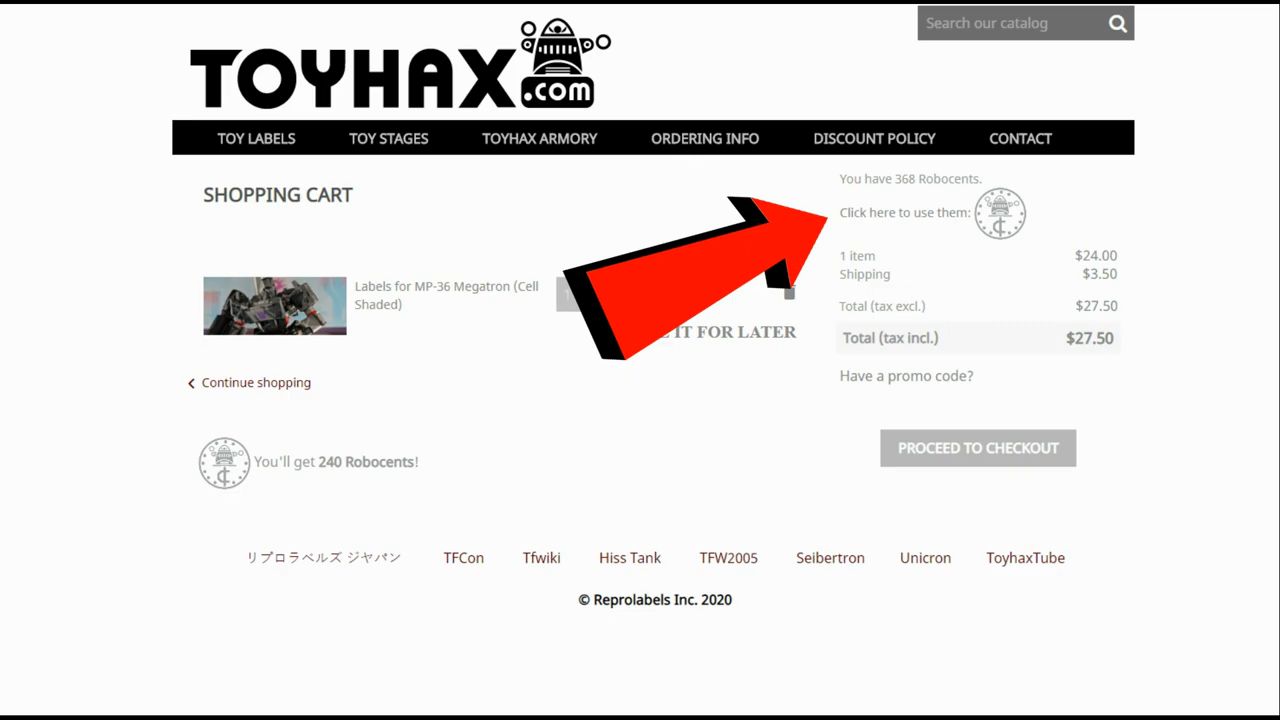 Search our catalog
TOYHAX
.com
TOY LABELS TOY STAGES TOYHAX ARMORY ORDERING INFO DISCOUNT POLICY CONTACT
SHOPPING CART
Labels for MP-36 Megatron (Cell
Shaded)
IT FOR LATER
Continue shopping
You'll get 240 Robocents!
You have 368 Robocents.
Click here to use them:
1 item $24.00
Shipping $3.50
Total (tax excl.) $27.50
Total (tax incl.) $27.50
Have a promo code?
PROCEED TO CHECKOUT
リプロラベルズ ジャパン TFCon Tfwiki Hiss Tank TFW2005 Seibertron Unicron ToyhaxTube
© Reprolabels Inc. 2020